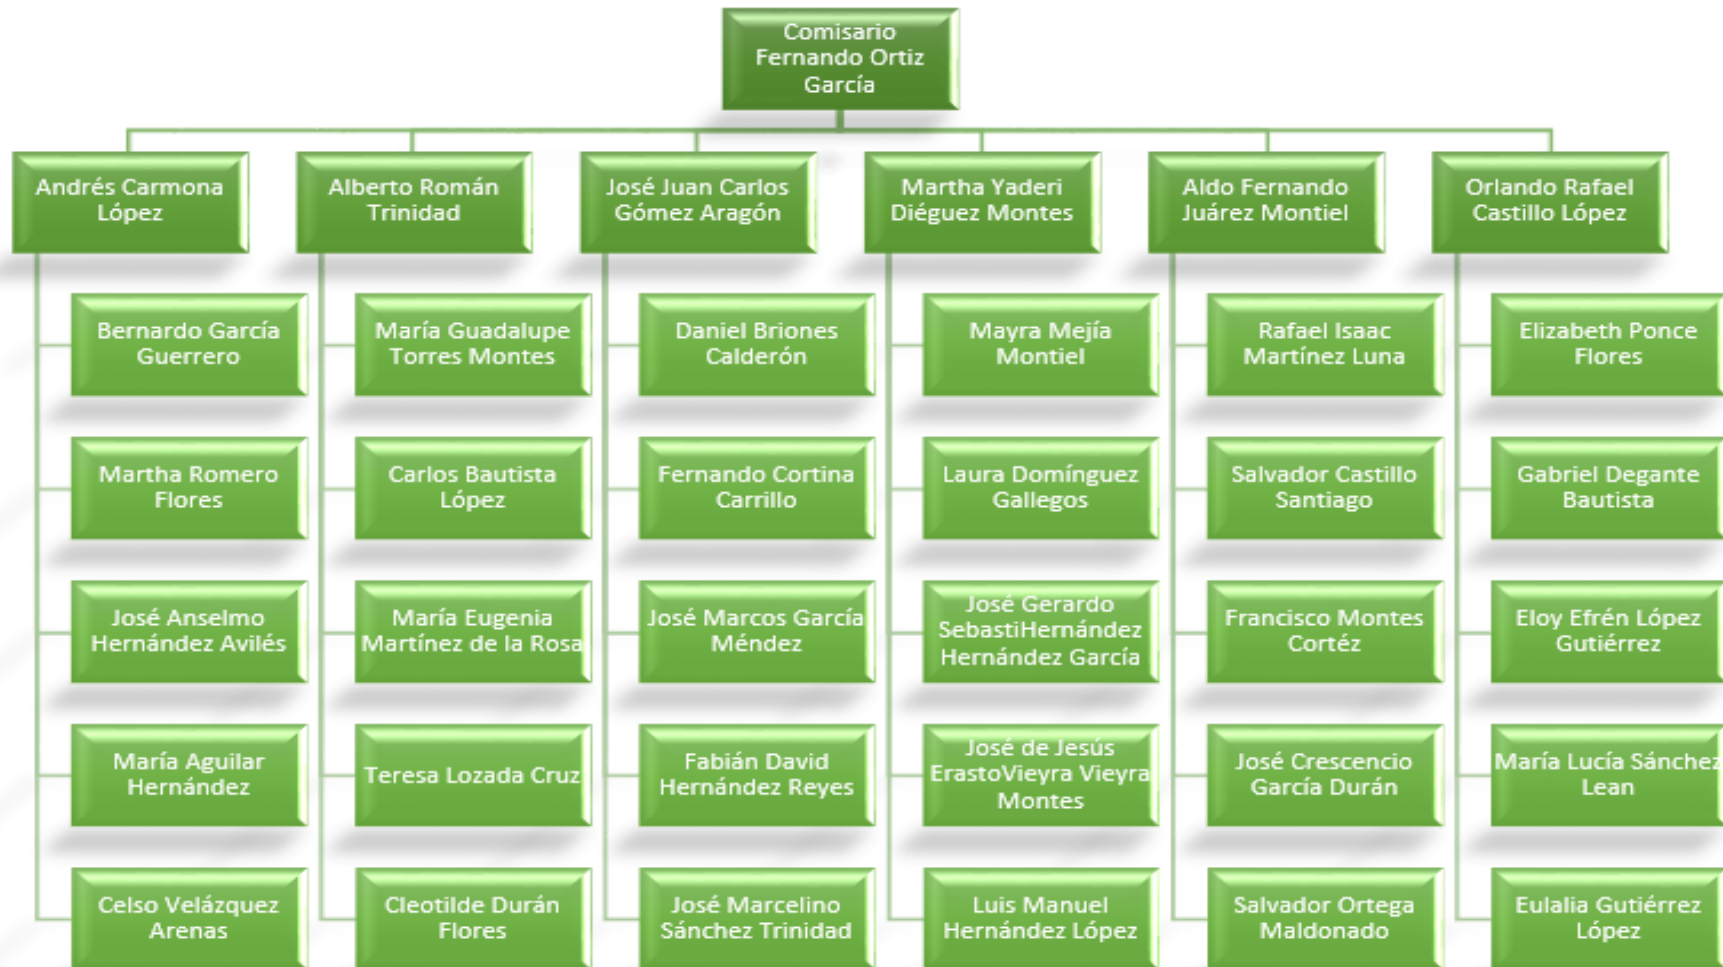 Comisario
Fernando Ortiz
García
Andrés Carmona
López
Alberto Román
Trinidad
José Juan Carlos
Gómez Aragón
Martha Yaderi
Diéguez Montes
Aldo Fernando
Juárez Montiel
Orlando Rafael
Castillo López
Bernardo García
Guerrero
María Guadalupe
Torres Montes
Daniel Briones
Calderón
Mayra Mejía
Montiel
Rafael Isaac
Martínez Luna
Elizabeth Ponce
Flores
Martha Romero
Flores
Carlos Bautista
López
Fernando Cortina
Carrillo
Laura Domínguez
Gallegos
Salvador Castillo
Santiago
Gabriel Degante
Bautista
José Anselmo
Hernández Avilés
María Eugenia
Martínez de la Rosa
José Marcos García
Méndez
José Gerardo
SebastiHernández
Hernández García
Francisco Montes
Cortéz
Eloy Efrén López
Gutiérrez
María Aguilar
Hernández
Teresa Lozada Cruz
Fabián David
Hernández Reyes
José de Jesús
ErastoVieyra Vieyra
Montes
José Crescencio
García Durán
María Lucía Sánchez
Lean
Celso Velázquez
Arenas
Cleotilde Durán
Flores
José Marcelino
Sánchez Trinidad
Luis Manuel
Hernández López
Salvador Ortega
Maldonado
Eulalia Gutiérrez
López